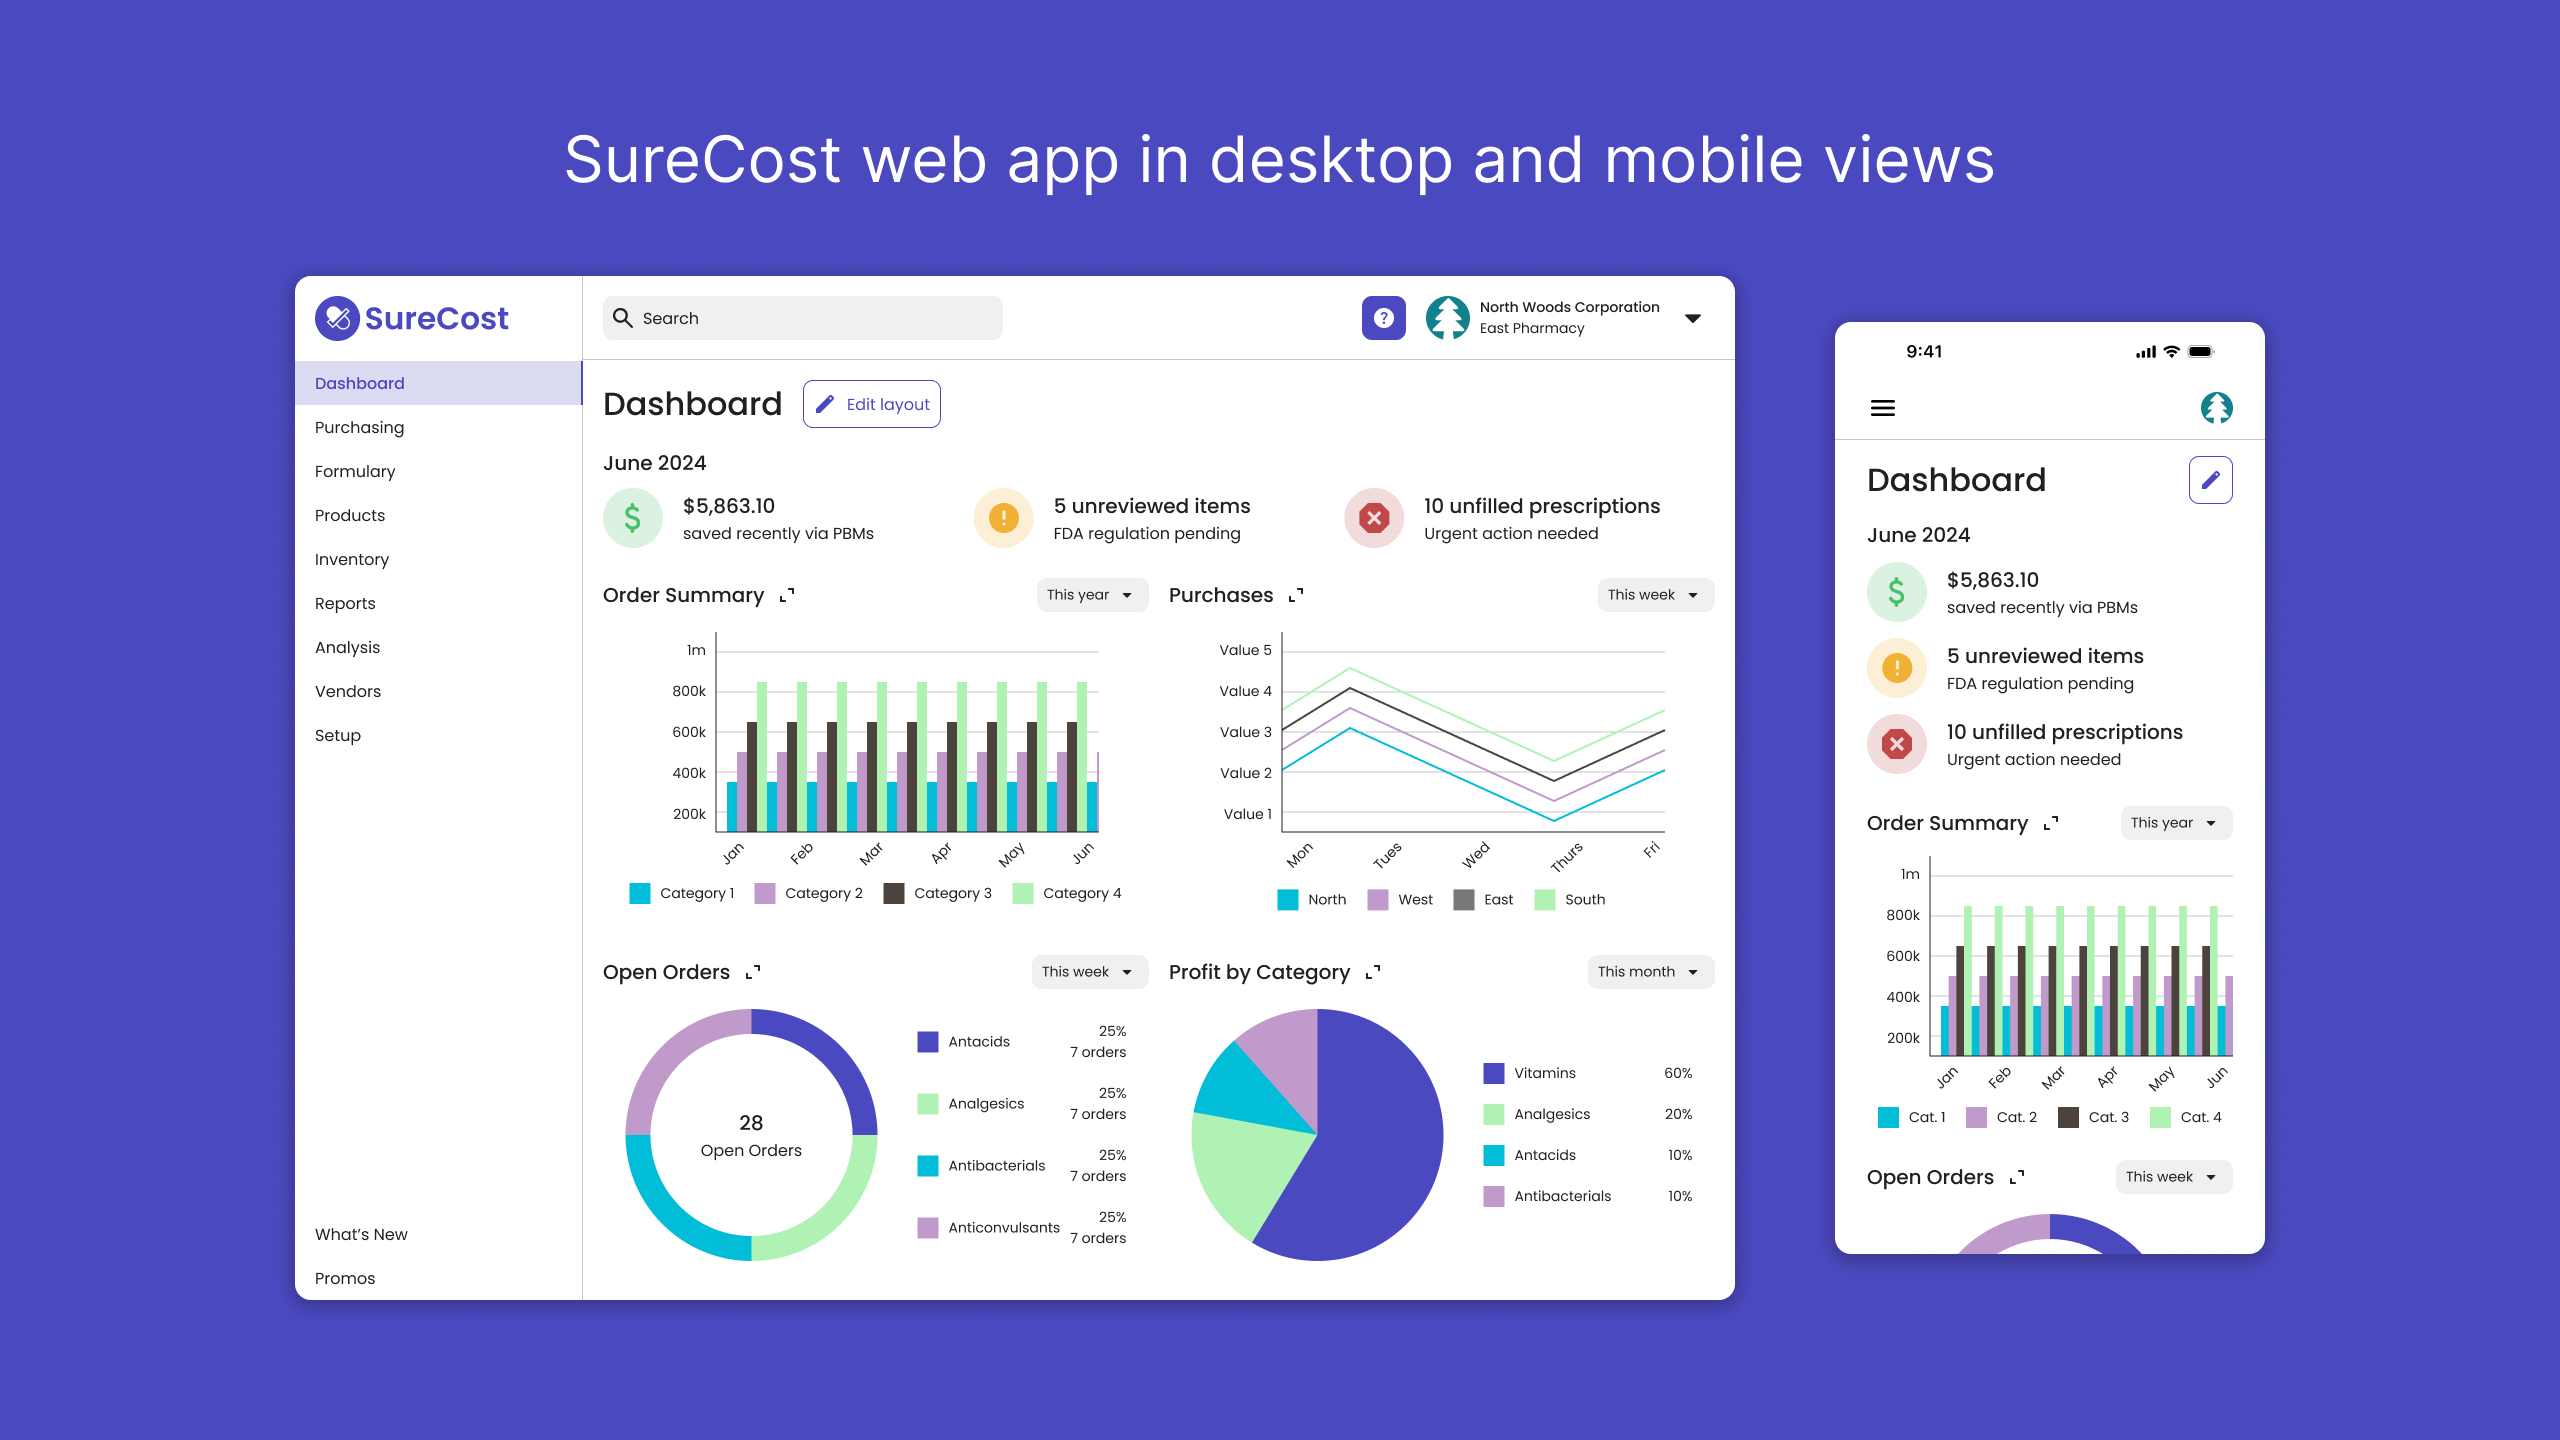 SureCost web app in desktop and mobile views
SureCost
Search
?
North Woods Corporation
East Pharmacy
Dashboard
Purchasing
Formulary
Products
Inventory
Reports
Analysis
Vendors
Setup
What's New
Promos
Dashboard
Edit layout
June 2024
$
$5,863.10
saved recently via PBMs
!
5 unreviewed items
FDA regulation pending
10 unfilled prescriptions
Urgent action needed
Order Summary
This year
1m
800k
600k
400k
200k
Jan Feb Mar Apr May Jun
Category 1 Category 2 Category 3 Category 4
Purchases
This week
Value 5
Value 4
Value 3
Value 2
Value 1
Mon Tues Wed Thurs Fri
North West East South
Open Orders
This week
28
Open Orders
Antacids 25%
7 orders
Analgesics 25%
7 orders
Antibacterials 25%
7 orders
Anticonvulsants 25%
7 orders
Profit by Category
This month
Vitamins 60%
Analgesics 20%
Antacids 10%
Antibacterials 10%
9:41
Dashboard
June 2024
$
$5,863.10
saved recently via PBMs
!
5 unreviewed items
FDA regulation pending
10 unfilled prescriptions
Urgent action needed
Order Summary
This year
1m
800k
600k
400k
200k
Jan Feb Mar Apr May Jun
Cat. 1 Cat. 2 Cat. 3 Cat. 4
Open Orders
This week